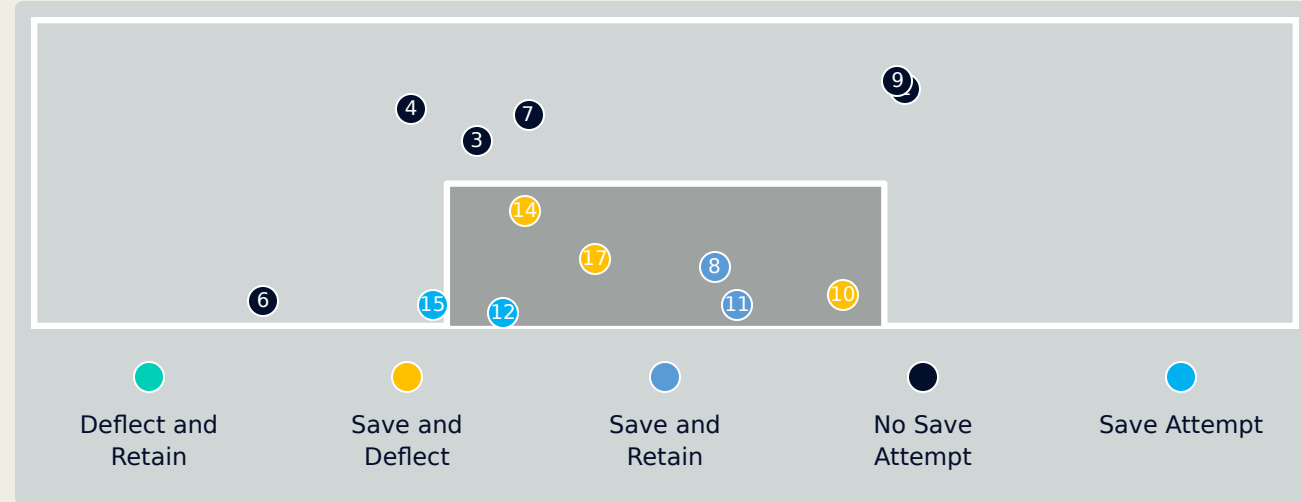 9
4
7
3
14
17
8
10
6
15
12
11
Deflect and
Retain
Save and
Deflect
Save and
Retain
No Save
Attempt
Save Attempt